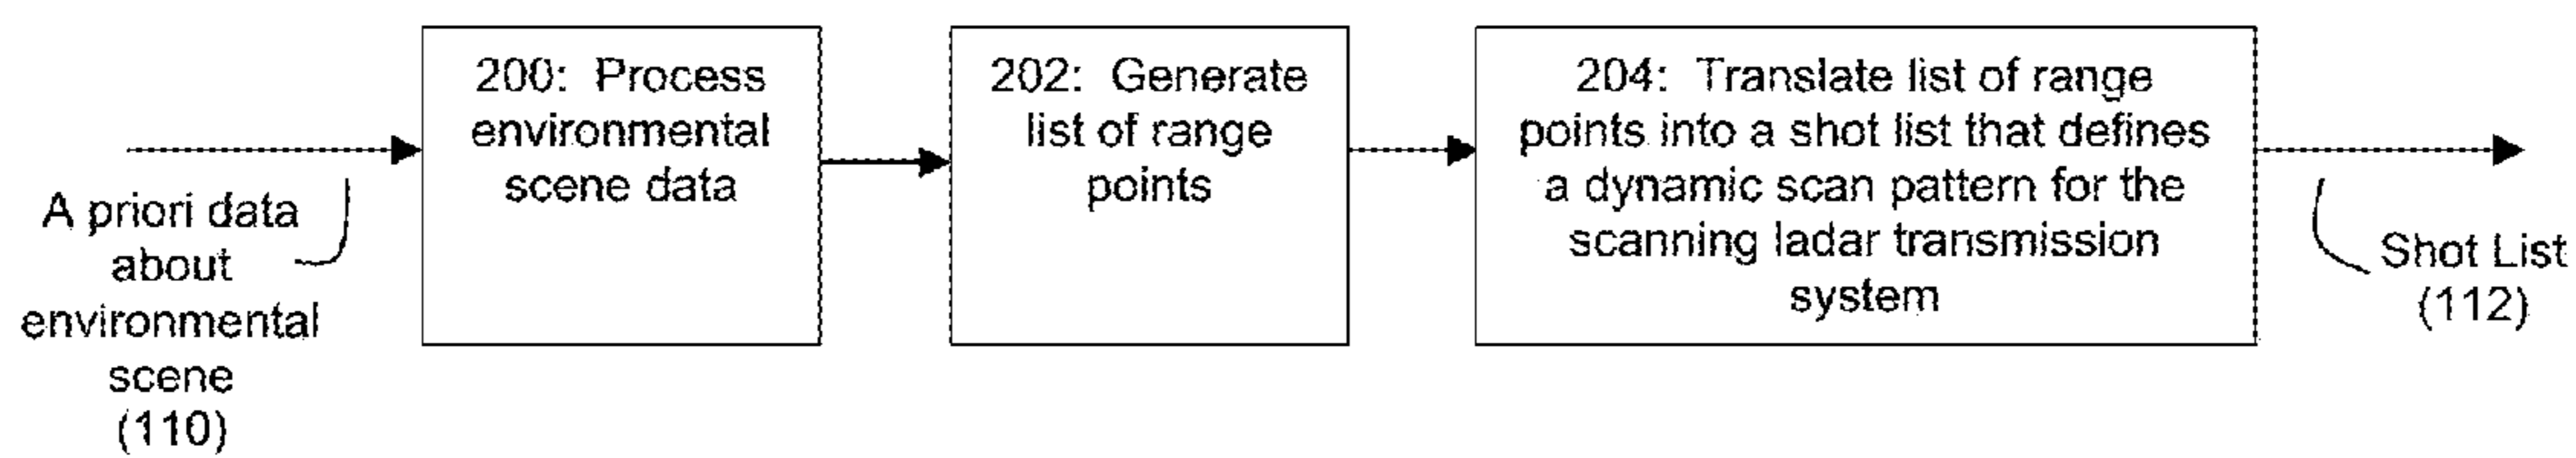 A priori data
about
environmental
scene
(110)
200: Process
environmental
scene data
202: Generate
list of range
points
204: Translate list of range
points into a shot list that defines
a dynamic scan pattern for the
scanning ladar transmission
system
Shot List
(112)